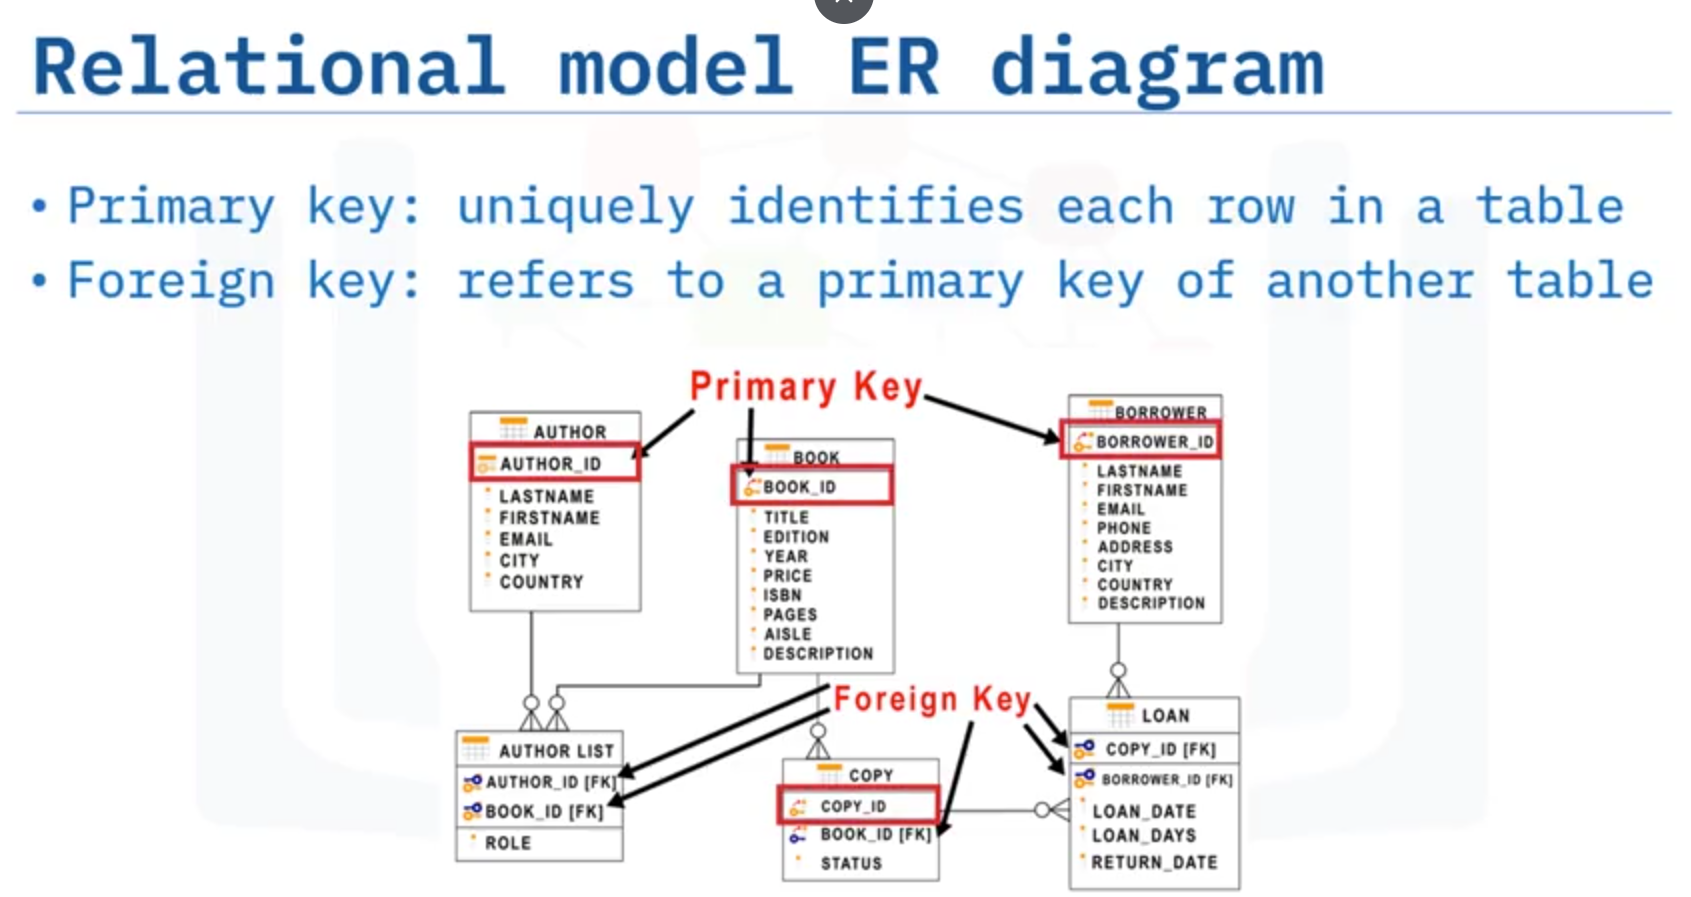 Relational model ER diagram
• Primary key: uniquely identifies each row in a table
• Foreign key: refers to a primary key of another table
Primary Key
AUTHOR
AUTHOR_ID
LASTNAME
FIRSTNAME
EMAIL
CITY
COUNTRY
BOOK
BOOK_ID
TITLE
EDITION
YEAR
PRICE
ISBN
PAGES
AISLE
DESCRIPTION
BORROWER
BORROWER_ID
LASTNAME
FIRSTNAME
EMAIL
PHONE
ADDRESS
CITY
COUNTRY
DESCRIPTION
Foreign Key
AUTHOR LIST
AUTHOR_ID [FK]
BOOK_ID [FK]
ROLE
COPY
COPY_ID
BOOK_ID [FK]
STATUS
LOAN
COPY_ID [FK]
BORROWER_ID [FK]
LOAN_DATE
LOAN_DAYS
RETURN_DATE